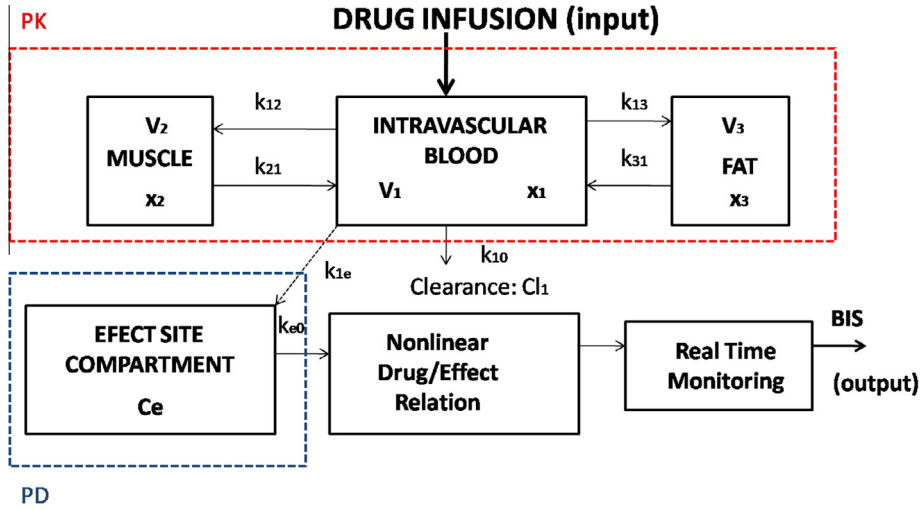 PK
DRUG INFUSION (input)
k12
k13
V2
MUSCLE
x2
INTRAVASCULAR
BLOOD
V1 x1
V3
FAT
x3
k21
k31
k1e
k10
Clearance: Cl1
EFECT SITE
COMPARTMENT
Ce
ke0
Nonlinear
Drug/Effect
Relation
Real Time
Monitoring
BIS
(output)
PD